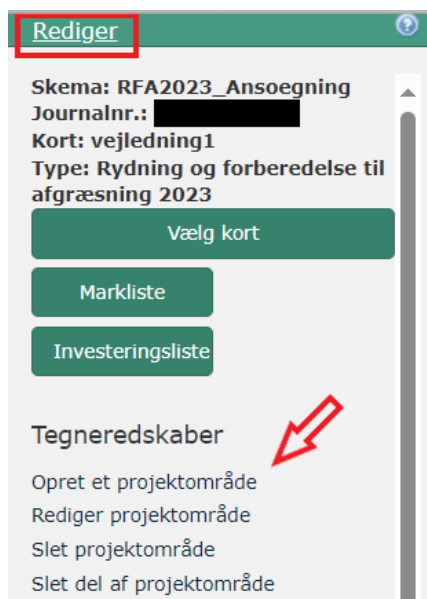 Rediger
Skema: RFA2023_Ansoegning
Journalnr.:
Kort: vejledning1
Type: Rydning og forberedelse til
afgræsning 2023
Vælg kort
Markliste
Investeringsliste
Tegneredskaber
Opret et projektområde
Rediger projektområde
Slet projektområde
Slet del af projektområde